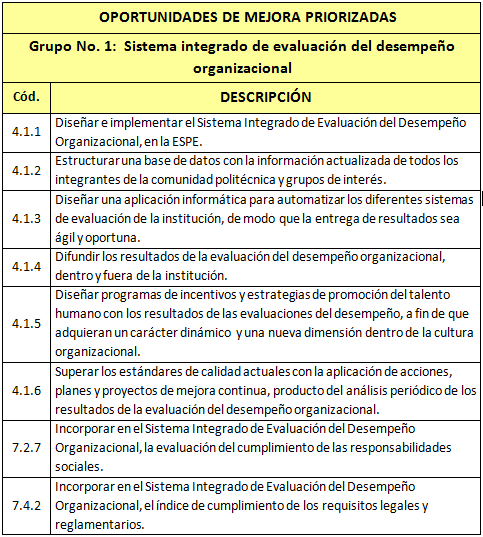 OPORTUNIDADES DE MEJORA PRIORIZADAS
Grupo No. 1:  Sistema integrado de evaluación del desempeño
organizacional
Cód. DESCRIPCIÓN
4.1.1 Diseñar e implementar el Sistema Integrado de Evaluación del Desempeño
Organizacional, en la ESPE.
4.1.2 Estructurar una base de datos con la información actualizada de todos los
integrantes de la comunidad politécnica y grupos de interés.
4.1.3 Diseñar una aplicación informática para automatizar los diferentes sistemas
de evaluación de la institución, de modo que la entrega de resultados sea
ágil y oportuna.
4.1.4 Difundir los resultados de la evaluación del desempeño organizacional,
dentro y fuera de la institución.
4.1.5 Diseñar programas de incentivos y estrategias de promoción del talento
humano con los resultados de las evaluaciones del desempeño, a fin de que
adquieran un carácter dinámico y una nueva dimensión dentro de la cultura
organizacional.
4.1.6 Superar los estándares de calidad actuales con la aplicación de acciones,
planes y proyectos de mejora continua, producto del análisis periódico de los
resultados de la evaluación del desempeño organizacional.
7.2.7 Incorporar en el Sistema Integrado de Evaluación del Desempeño
Organizacional, la evaluación del cumplimiento de las responsabilidades
sociales.
7.4.2 Incorporar en el Sistema Integrado de Evaluación del Desempeño
Organizacional, el índice de cumplimiento de los requisitos legales y
reglamentarios.